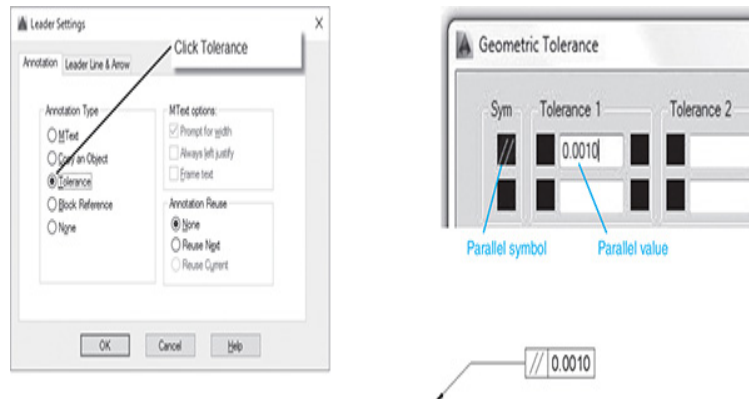 Leader Settings
X
Click Tolerance
Annotation
Leader Line & Arrow
Annotation Type
MText
Copy an Object
Tolerance
Block Reference
None
MText options:
Prompt for width
Always left justify
Frame text
Annotation Reuse
None
Reuse Next
Reuse Current
OK
Cancel
Help
Geometric Tolerance
Sym
Tolerance 1
Tolerance 2
// 0.0010
Parallel symbol
Parallel value
// 0.0010